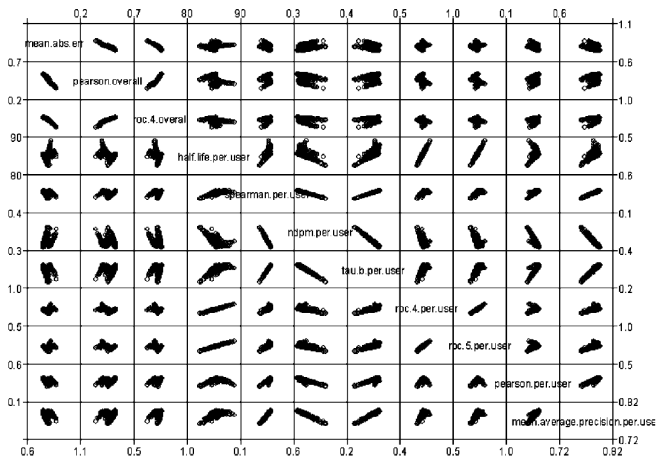 0.2 0.7 80 90 0.3 0.4 0.5 1.0 0.1 0.6
mean.abs.err 1.1
0.7 pearson.overall 0.6
0.2 roc.4.overall 1.0
90 half.life.per.user 0.5
80 spearman.per.user 0.6
0.4 ndpm.per.user 0.1
0.3 tau.b.per.user 0.4
1.0 roc.4.per.user 0.2
0.5 roc.5.per.user 1.0
0.6 pearson.per.user 0.5
0.1 mean.average.precision.per.use 0.82
0.72
0.6 1.1 0.5 1.0 0.1 0.6 0.2 0.4 0.5 1.0 0.72 0.82